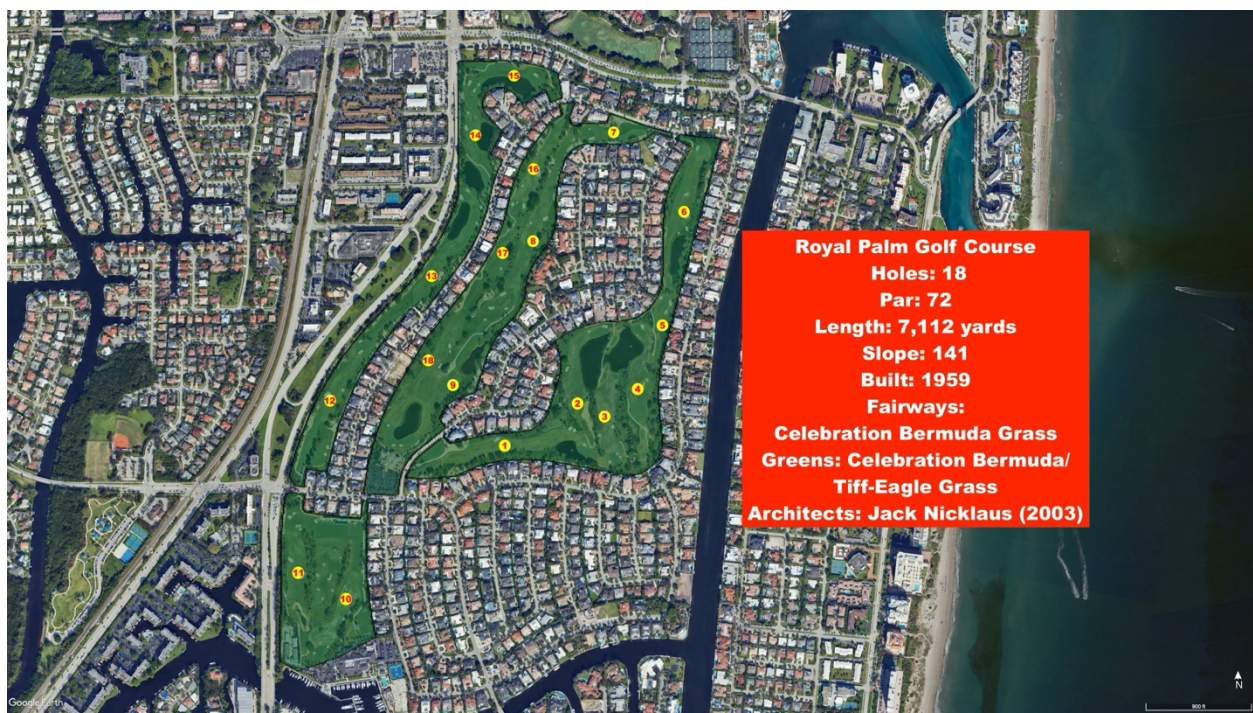 15
14
7
16
6
8
17
13
5
18
9
4
12
2
3
1
11
10
Royal Palm Golf Course
Holes: 18
Par: 72
Length: 7,112 yards
Slope: 141
Built: 1959
Fairways:
Celebration Bermuda Grass
Greens: Celebration Bermuda/
Tiff-Eagle Grass
Architects: Jack Nicklaus (2003)
Google Earth
N